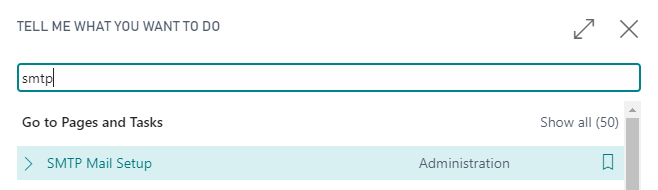 TELL ME WHAT YOU WANT TO DO
smtp
Go to Pages and Tasks Show all (50)
SMTP Mail Setup Administration